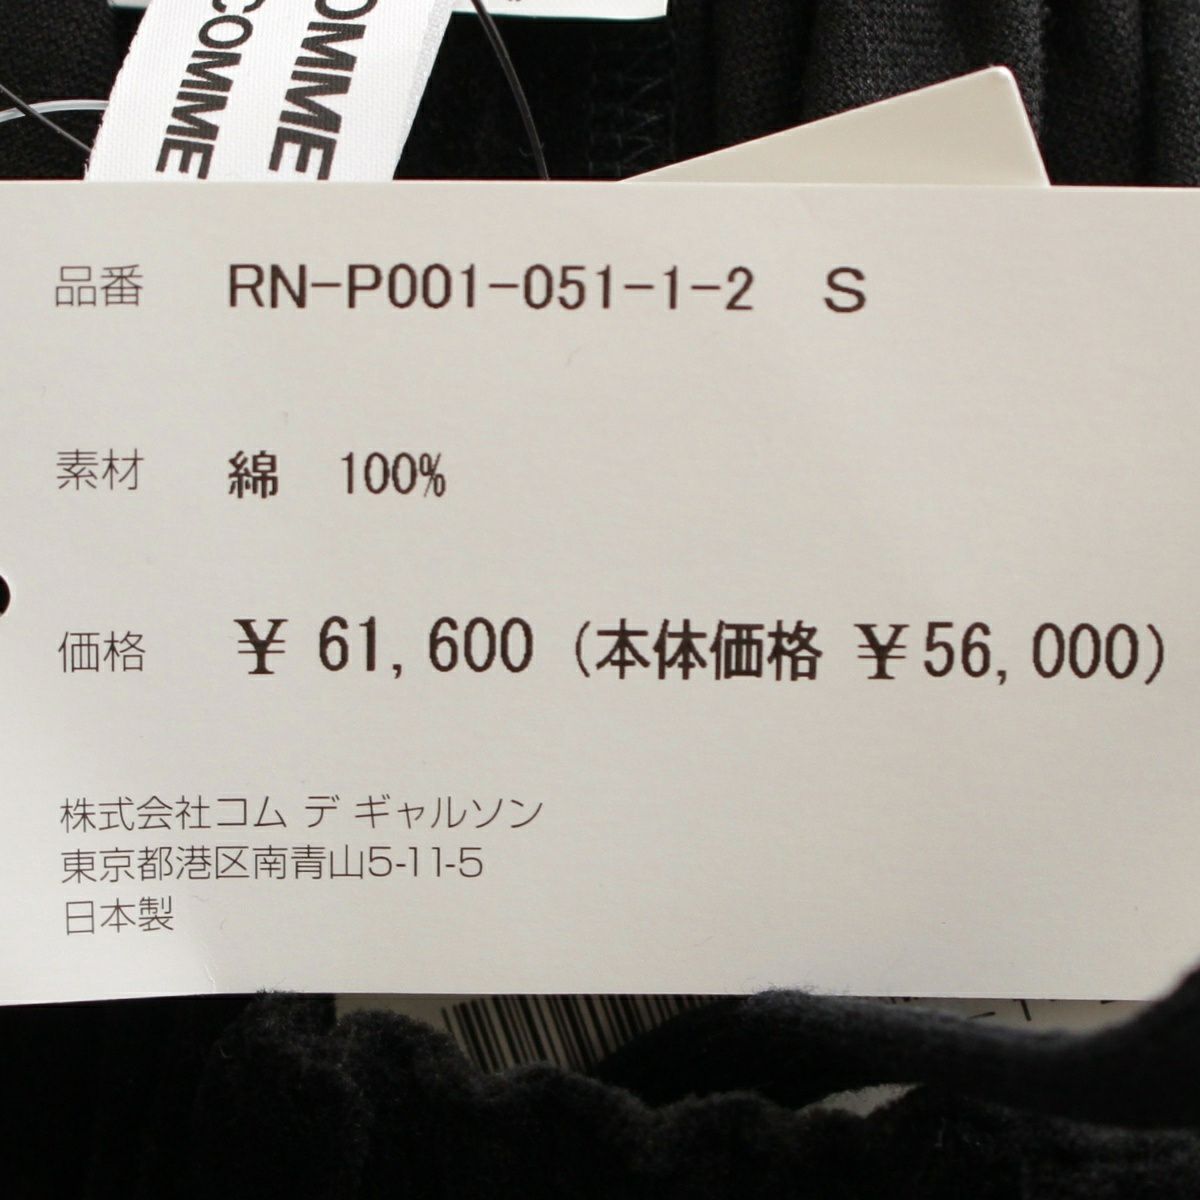 OMME
COMME
品番 RN-P001-051-1-2 S
素材 綿 100%
価格 ¥ 61,600 (本体価格 ¥56,000)
株式会社コム デ ギャルソン
東京都港区南青山5-11-5
日本製